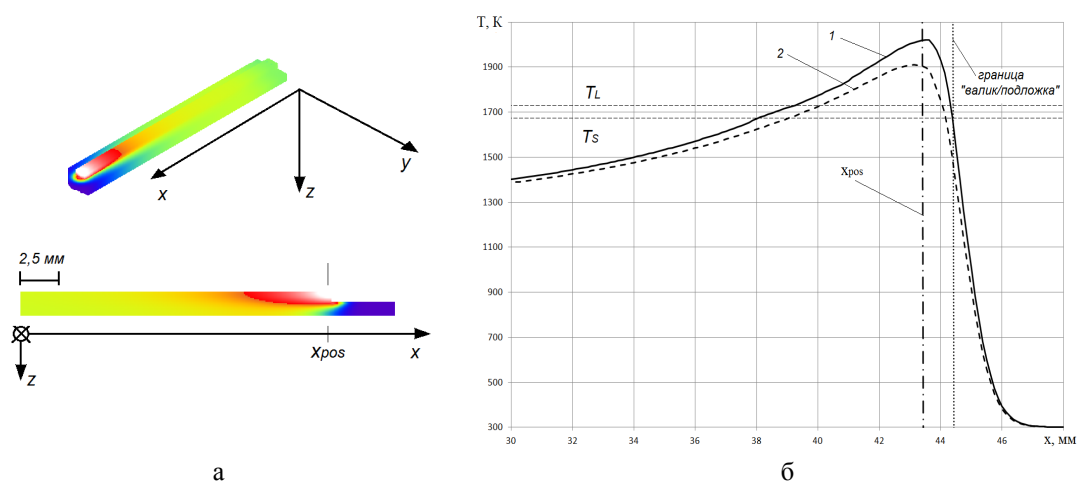 x
y
z
2,5 мм
xpos
x
z
а
T, К
1900
1700
1500
1300
1100
900
700
500
300
1
2
TL
TS
граница
"валик/подложка"
xpos
30
32
34
36
38
40
42
44
46
x, мм
б